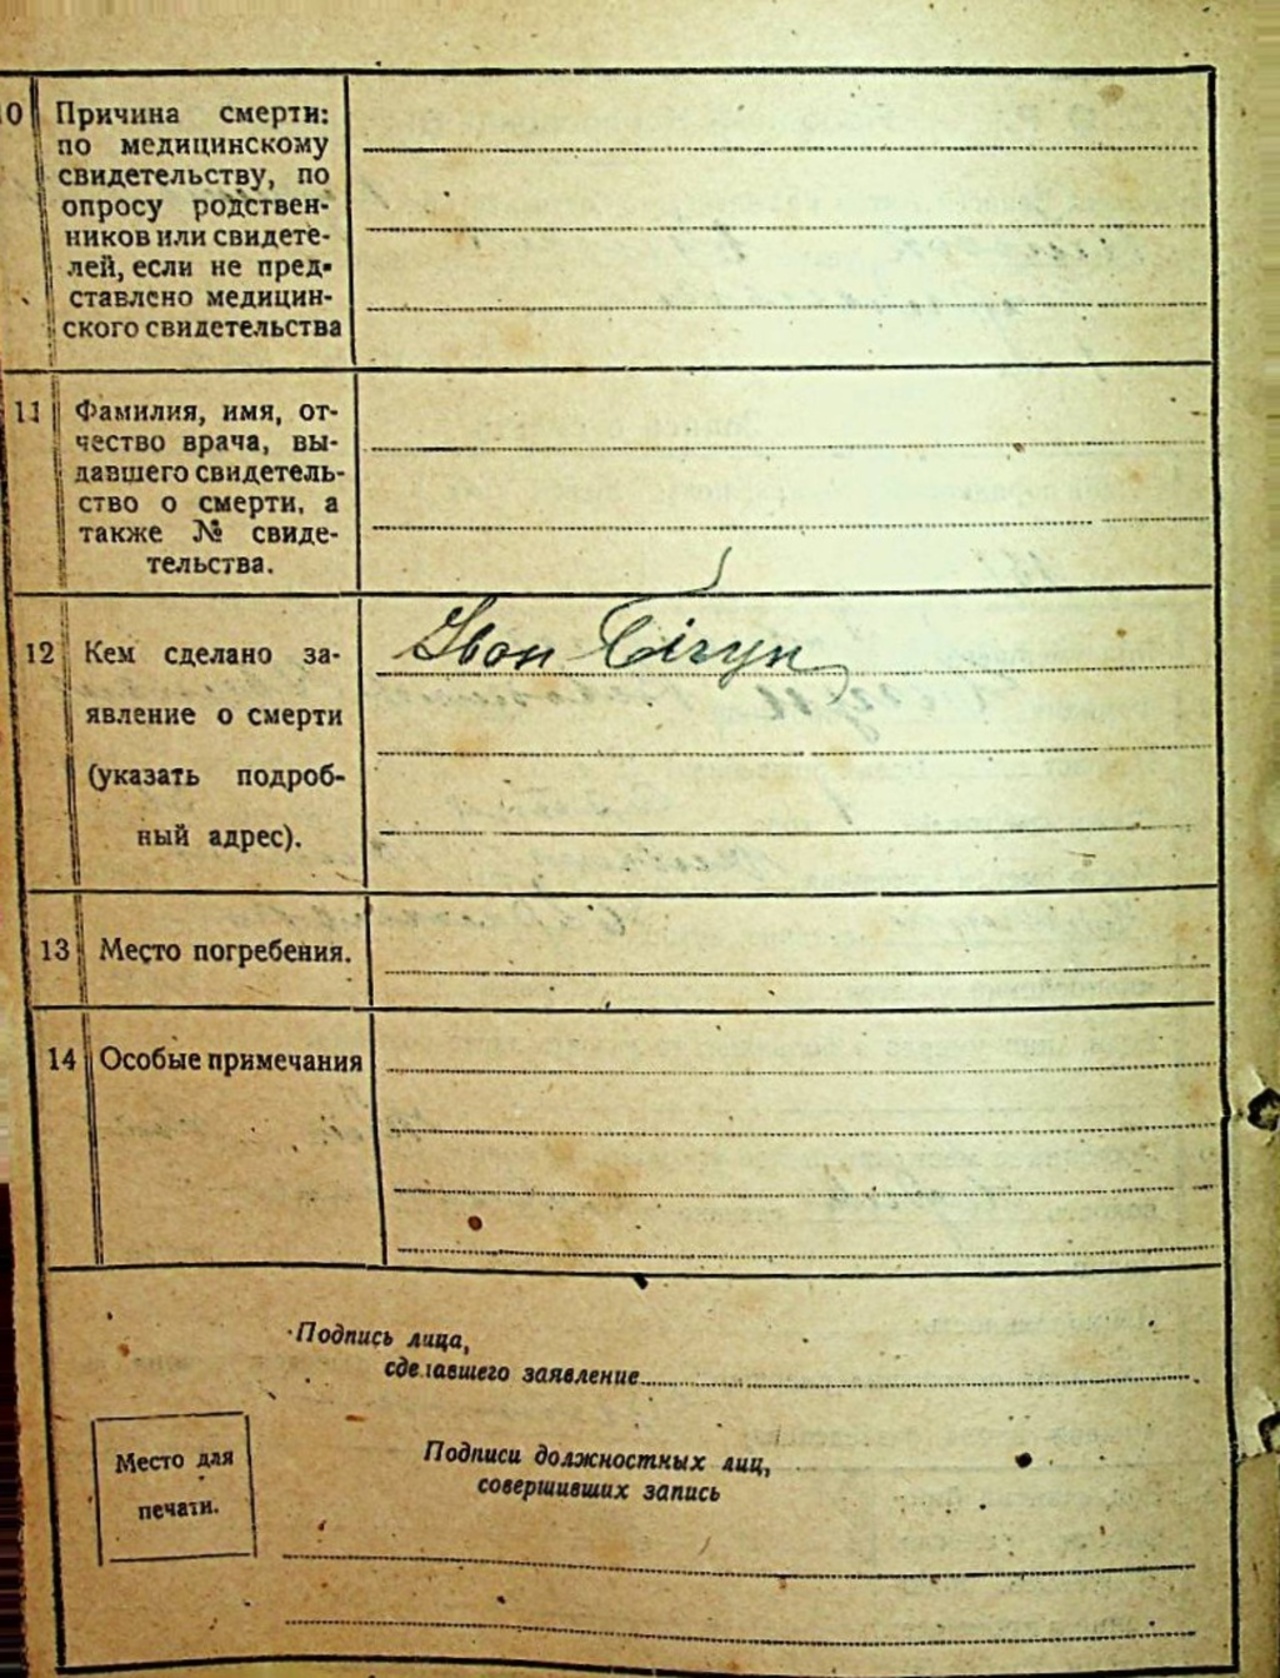 10 Причина смерти:
по медицинскому
свидетельству, по
опросу родствен-
ников или свидете-
лей, если не пред-
ставлено медицин-
ского свидетельства
11 Фамилия, имя, от-
чество врача, вы-
давшего свидетель-
ство о смерти, а
также № свиде-
тельства.
12 Кем сделано за-
явление о смерти
(указать подроб-
ный адрес).
Івон Бігун
13 Место погребения.
14 Особые примечания
Подпись лица,
сделавшего заявление
Место для
печати.
Подписи должностных лиц,
совершивших запись